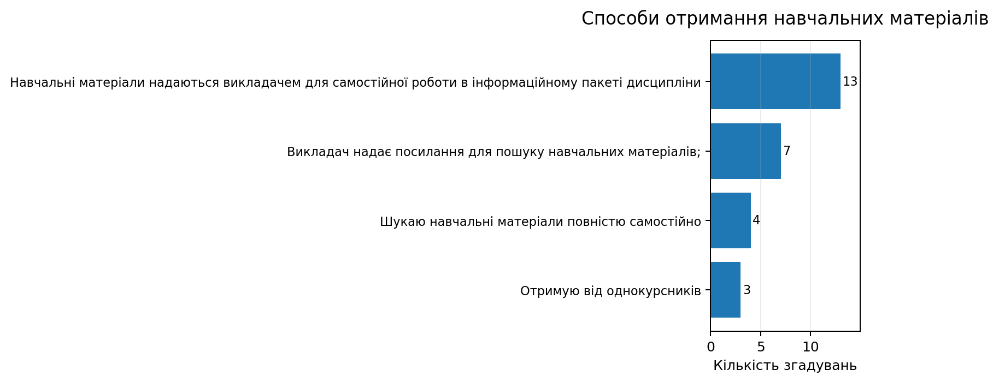 Способи отримання навчальних матеріалів
Навчальні матеріали надаються викладачем для самостійної роботи в інформаційному пакеті дисципліни
13
Викладач надає посилання для пошуку навчальних матеріалів;
7
Шукаю навчальні матеріали повністю самостійно
4
Отримую від однокурсників
3
0 5 10
Кількість згадувань